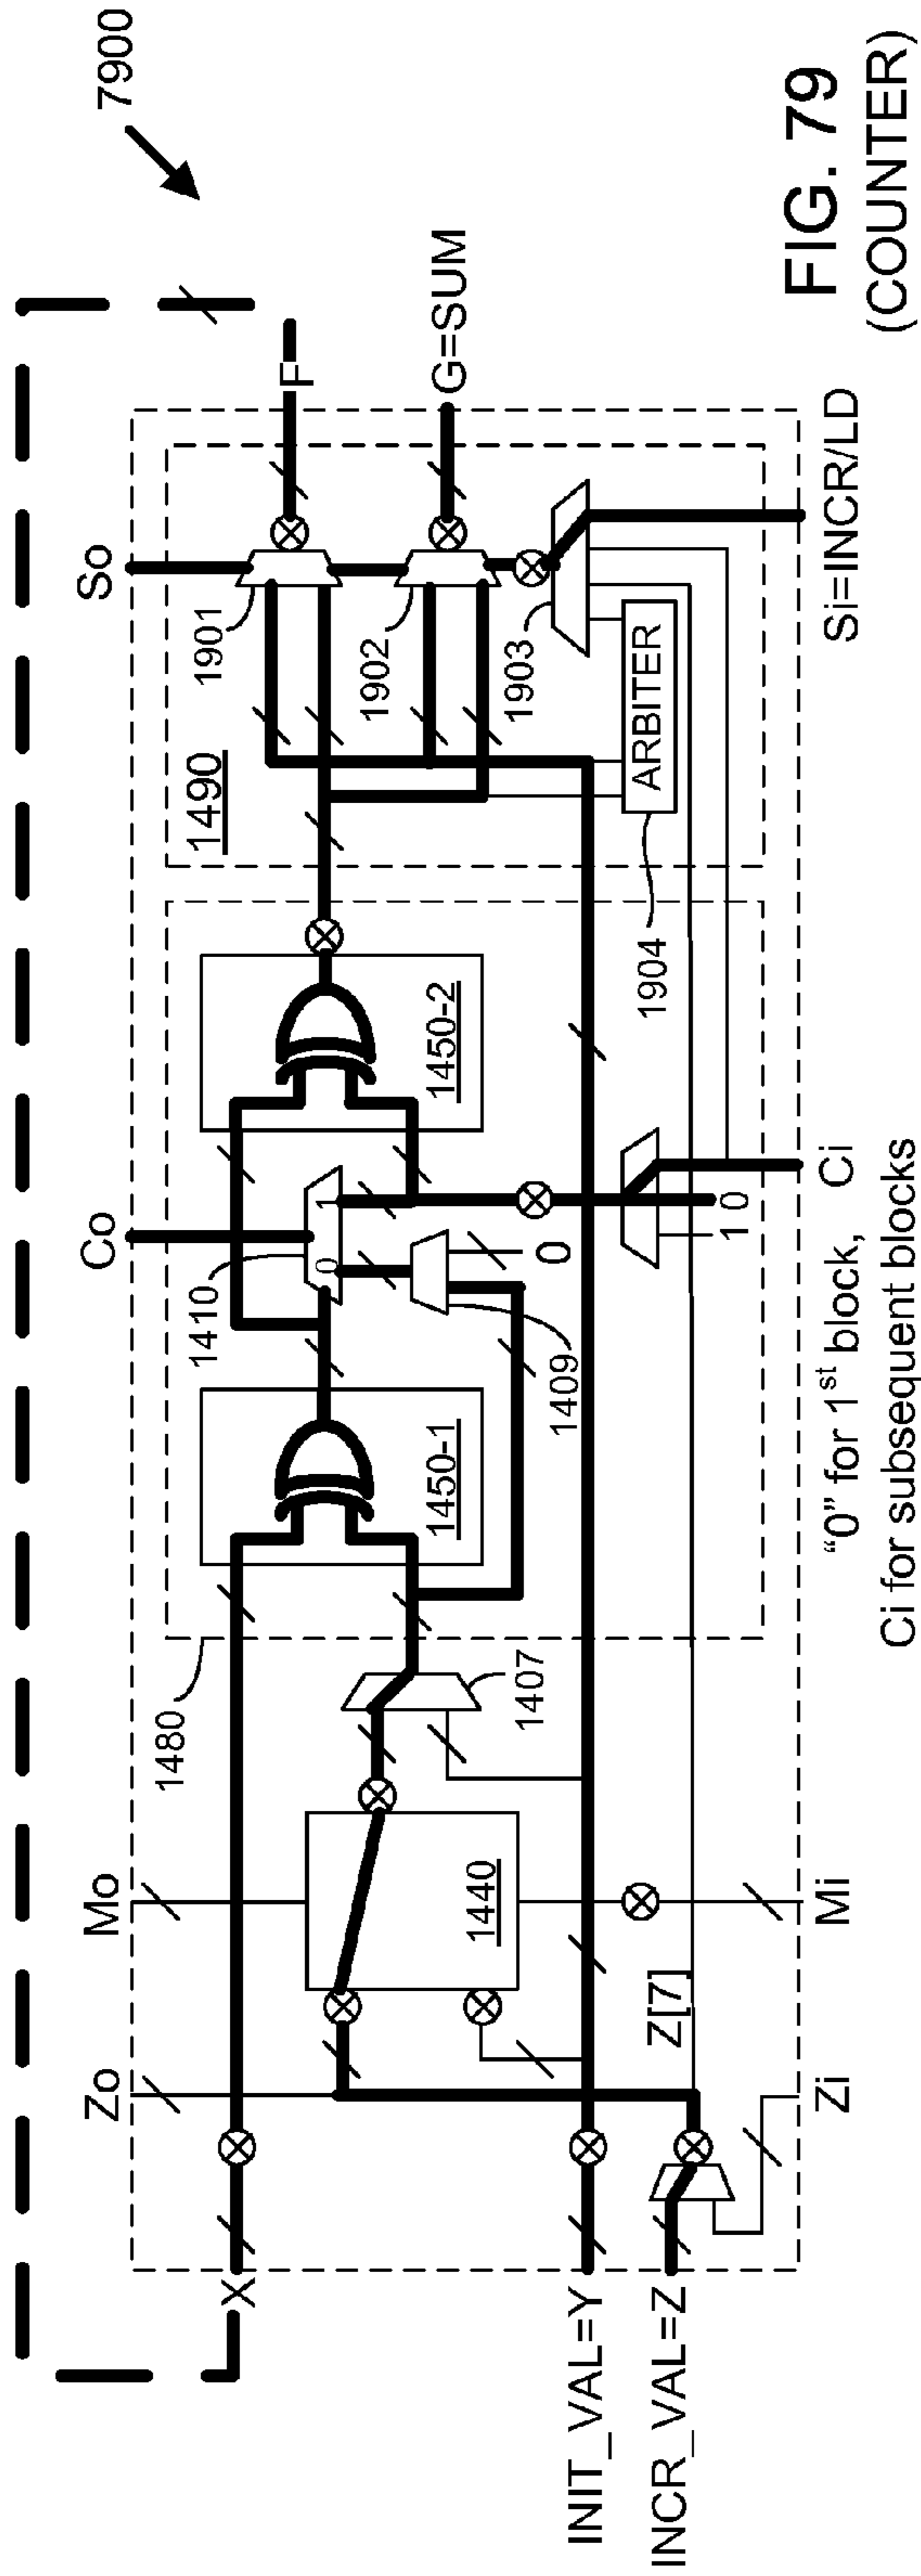 7900
So
Co
Mo
Zo
F
G=SUM
1901
1902
1903
1490
ARBITER
1904
1410
0
1
1450-2
1450-1
1409
0
1 0
1480
1407
1440
Z[7]
X
INIT_VAL=Y
INCR_VAL=Z
Zi
Mi
Ci
Si=INCR/LD
"0" for 1st block,
Ci for subsequent blocks
FIG. 79
(COUNTER)